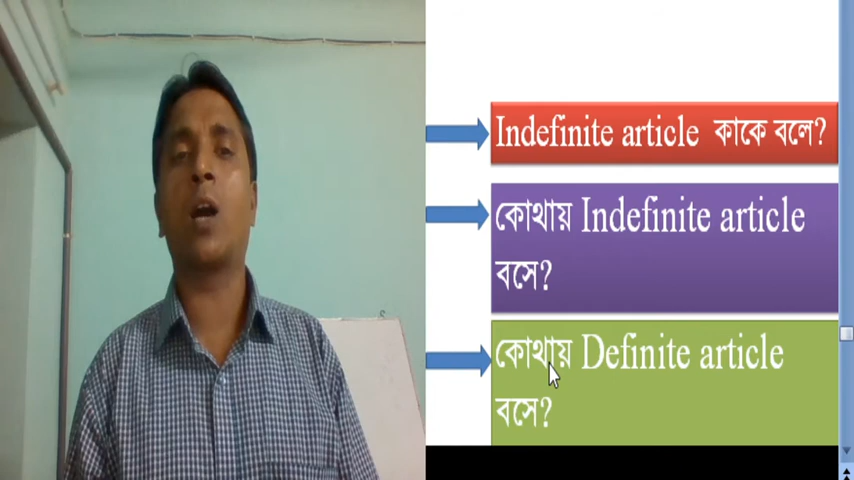 Indefinite article কাকে বলে?
কোথায় Indefinite article
বসে?
কোথায় Definite article
বসে?